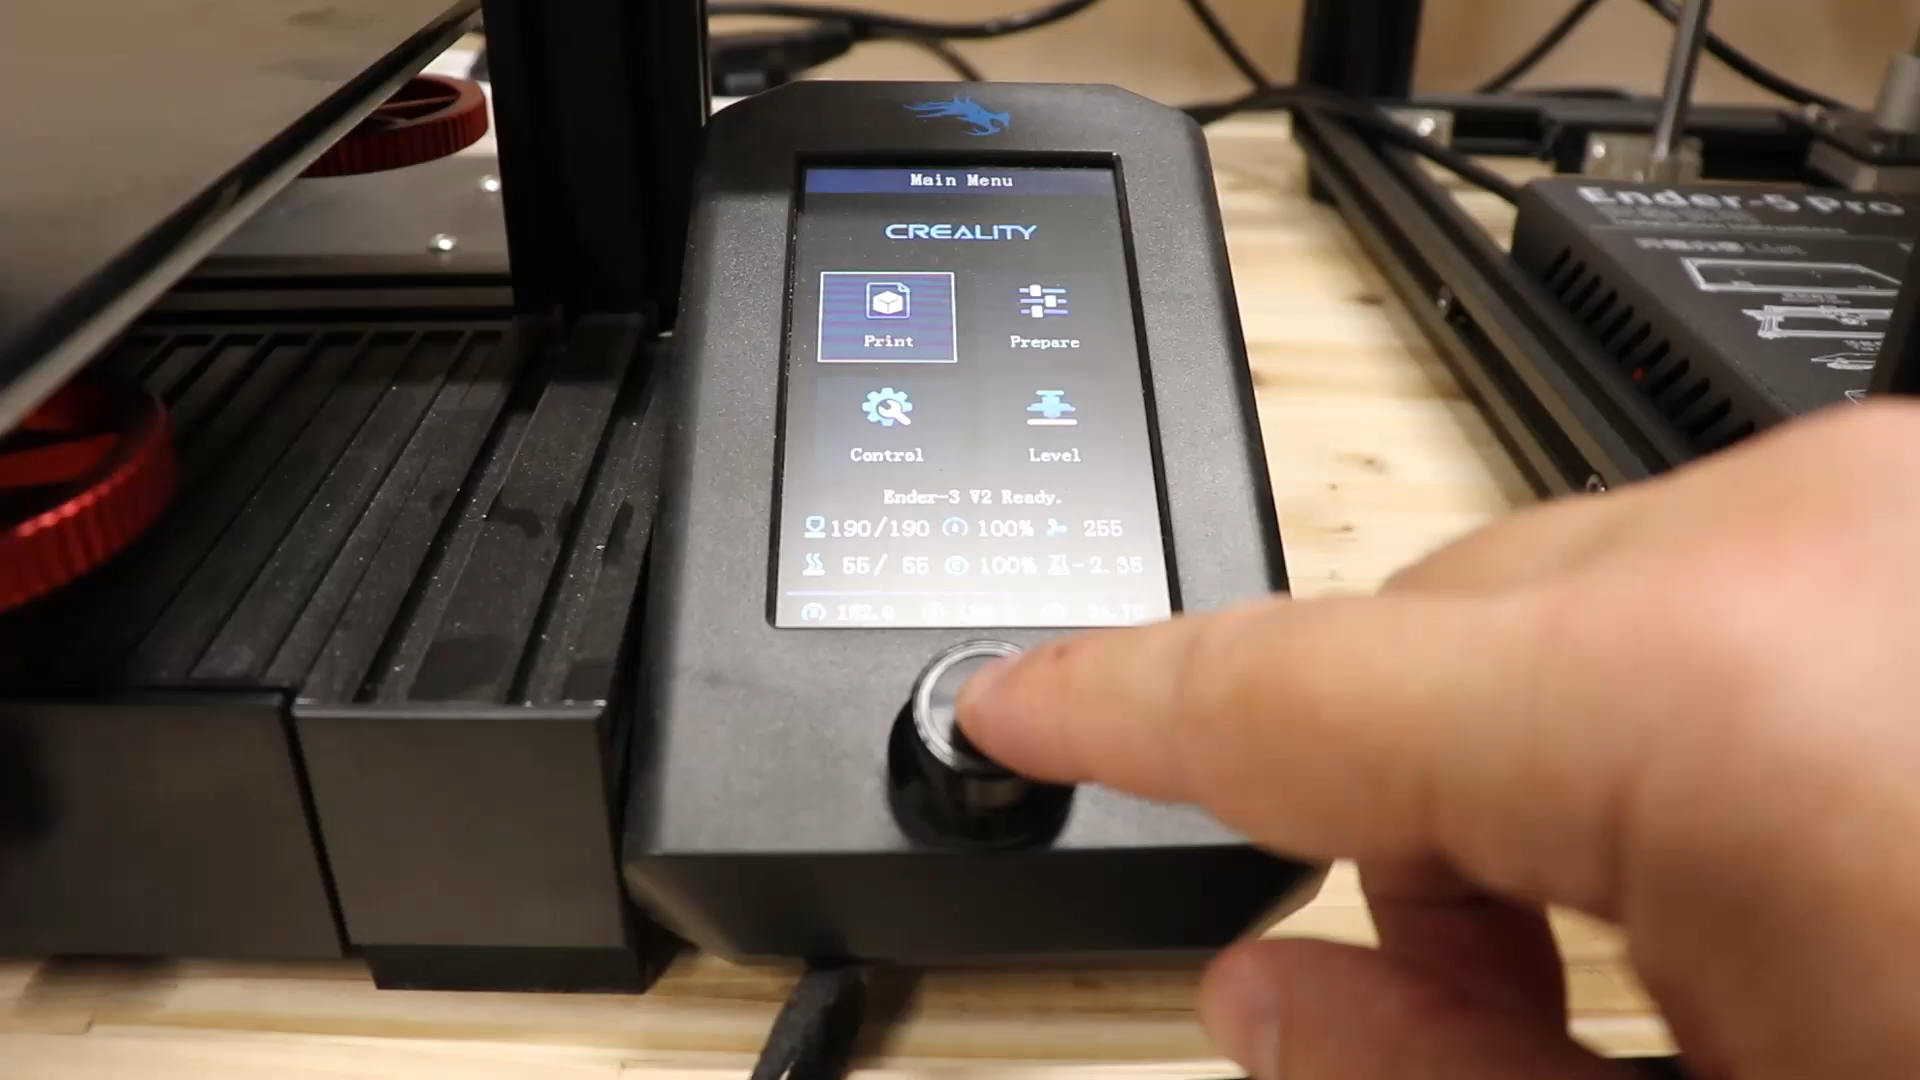 Main Menu
CREALITY
Print
Prepare
Control
Level
Ender-3 V2 Ready.
190/190 100% 255
55/ 55 100% -2.35
Ender-5 Pro